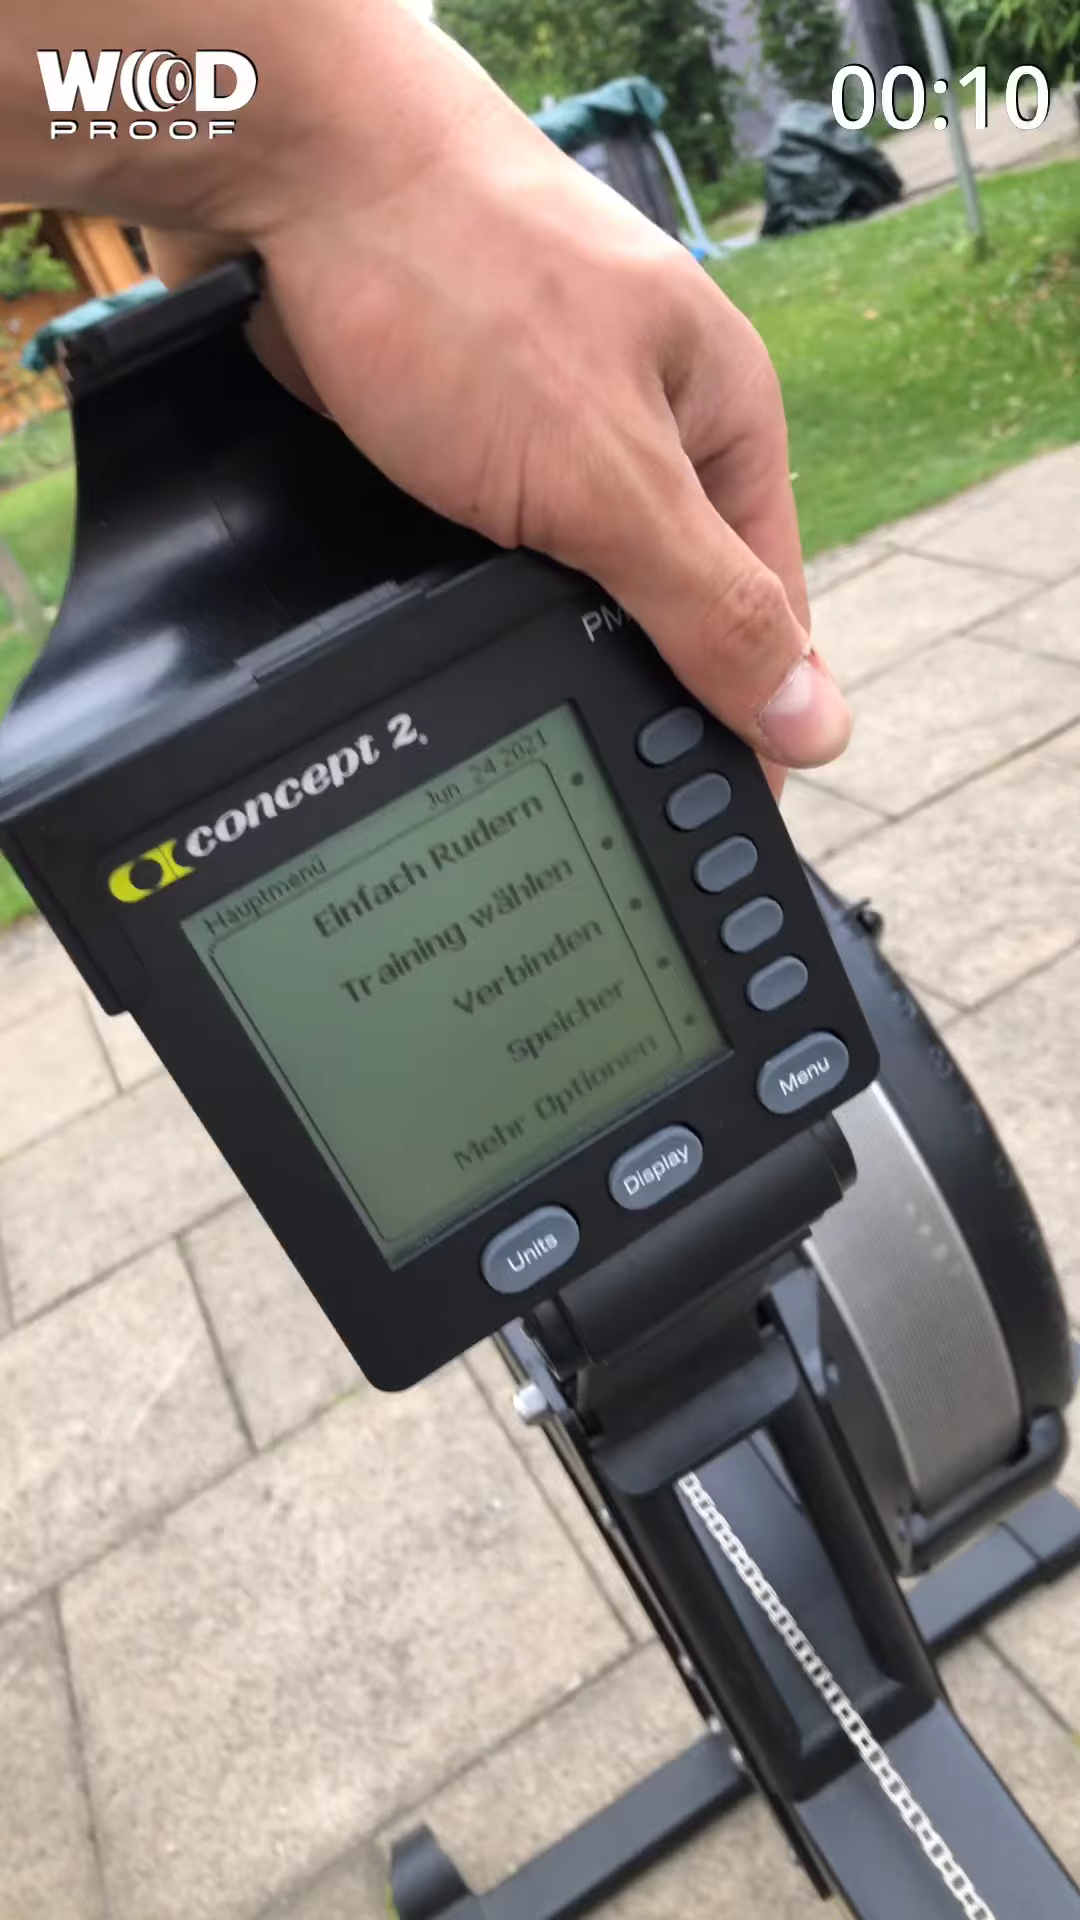 WOD
PROOF
00:10
PM
concept 2
Jun 24 2021
Hauptmenü
Einfach Rudern
Training wählen
Verbinden
Speicher
Mehr Optionen
Menu
Display
Units